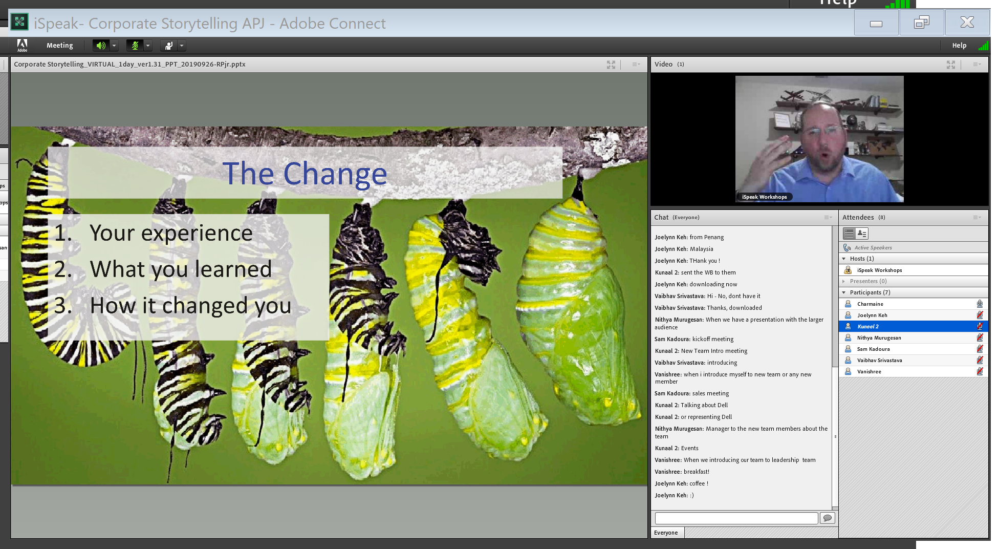 Help
iSpeak- Corporate Storytelling APJ - Adobe Connect
Adobe
Meeting
Help
Corporate Storytelling_VIRTUAL_1day_ver1.31_PPT_20190926-RPjr.pptx
The Change
1. Your experience
2. What you learned
3. How it changed you
Video (1)
iSpeak Workshops
Chat (Everyone)
Joelynn Keh: from Penang
Joelynn Keh: Malaysia
Joelynn Keh: THank you !
Kunaal 2: sent the WB to them
Joelynn Keh: downloading now
Vaibhav Srivastava: Hi - No, dont have it
Vaibhav Srivastava: Thanks, downloaded
Nithya Murugesan: When we have a presentation with the larger
audience
Sam Kadoura: kickoff meeting
Kunaal 2: New Team Intro meeting
Vaibhav Srivastava: introducing
Vanishree: when i introduce myself to new team or any new
member
Sam Kadoura: sales meeting
Kunaal 2: Talking about Dell
Kunaal 2: or representing Dell
Nithya Murugesan: Manager to the new team members about the
team
Kunaal 2: Events
Vanishree: When we introducing our team to leadership team
Vanishree: breakfast!
Joelynn Keh: coffee !
Joelynn Keh: :)
Everyone
Attendees (8)
Active Speakers
Hosts (1)
iSpeak Workshops
Presenters (0)
Participants (7)
Charmaine
Joelynn Keh
Kunaal 2
Nithya Murugesan
Sam Kadoura
Vaibhav Srivastava
Vanishree
ps
ops
san